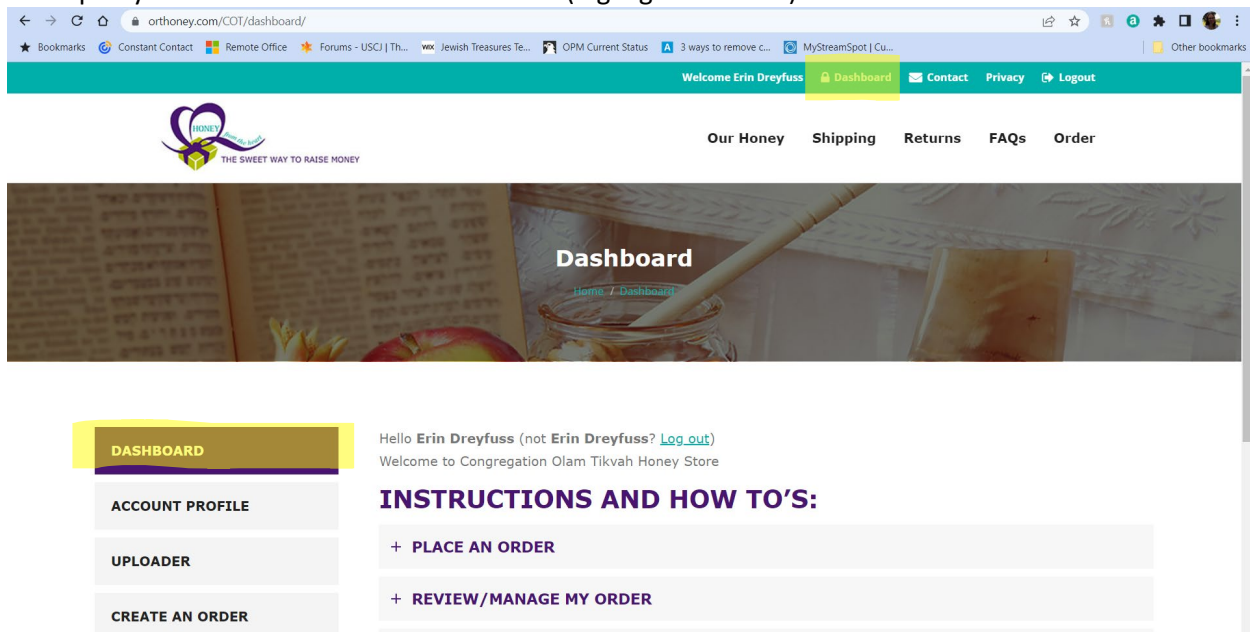 orthoney.com/COT/dashboard/
Bookmarks Constant Contact Remote Office Forums - USCJ | Th... WIX Jewish Treasures Te... OPM Current Status A 3 ways to remove c... MyStreamSpot | Cu... Other bookmarks
Welcome Erin Dreyfuss Dashboard Contact Privacy Logout
HONEY from the heart
THE SWEET WAY TO RAISE MONEY
Our Honey Shipping Returns FAQs Order
Dashboard
Home / Dashboard
DASHBOARD
ACCOUNT PROFILE
UPLOADER
CREATE AN ORDER
Hello Erin Dreyfuss (not Erin Dreyfuss? Log out)
Welcome to Congregation Olam Tikvah Honey Store
INSTRUCTIONS AND HOW TO'S:
+ PLACE AN ORDER
+ REVIEW/MANAGE MY ORDER